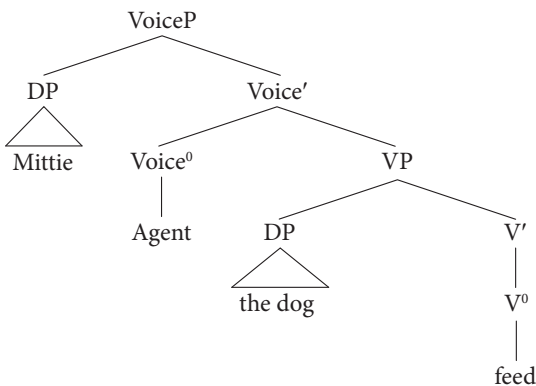 VoiceP
DP Voice′
Mittie Voice⁰ VP
Agent DP V′
the dog V⁰
feed